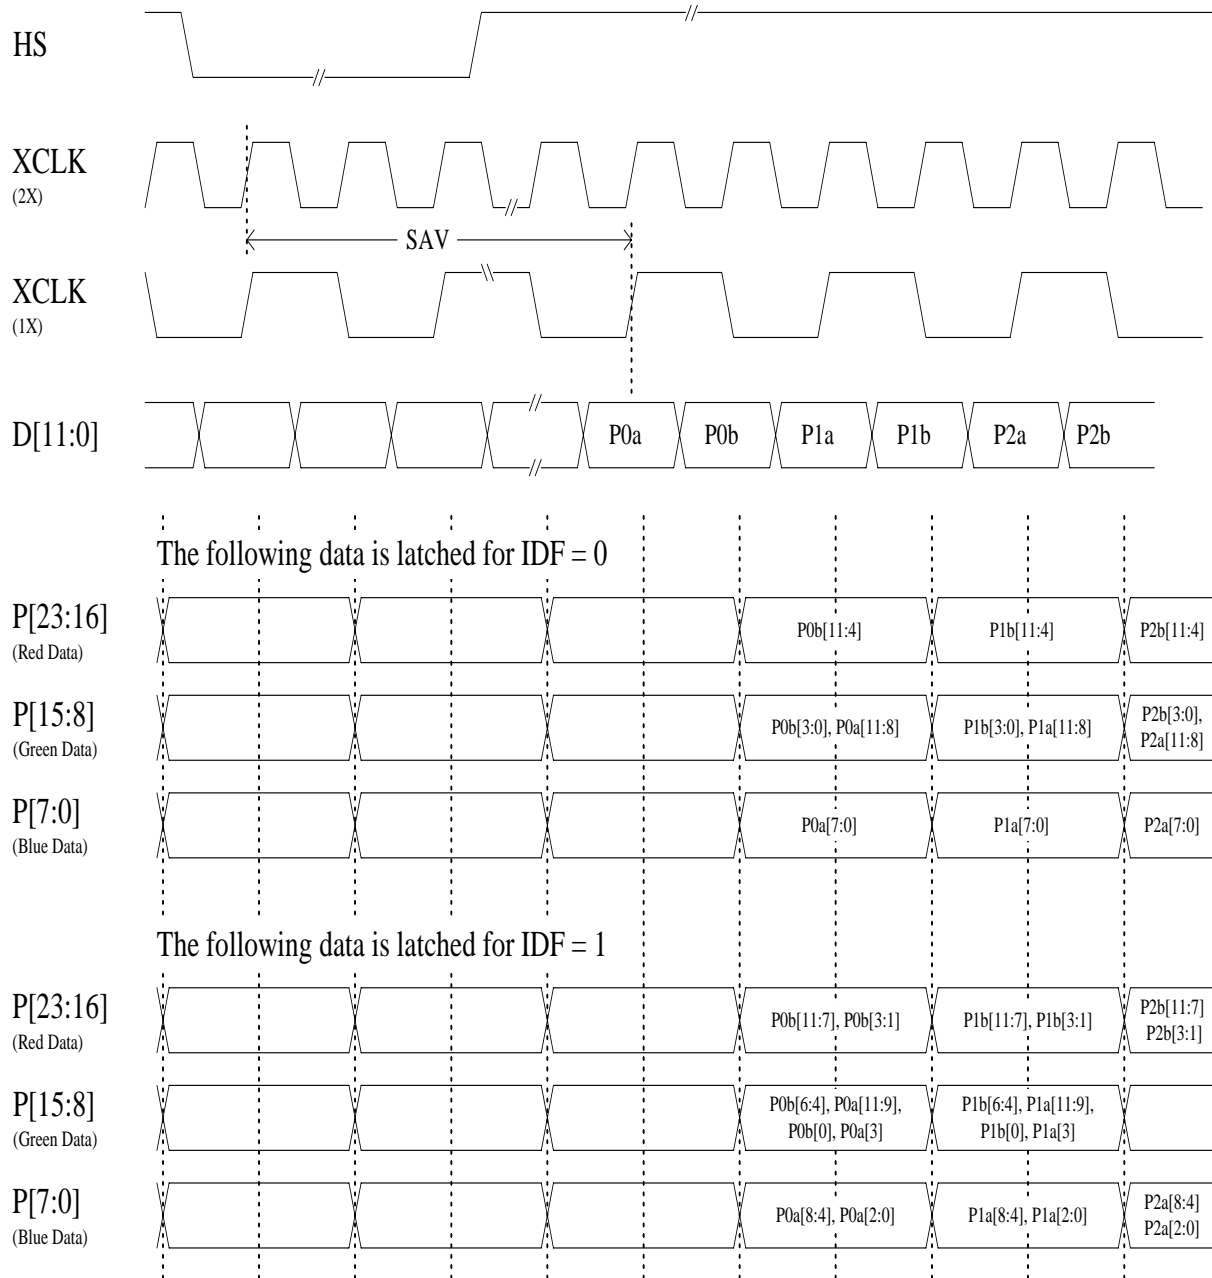 HS
XCLK
(2X)
SAV
XCLK
(1X)
D[11:0]
P0a P0b P1a P1b P2a P2b
The following data is latched for IDF = 0
P[23:16]
(Red Data)
P0b[11:4] P1b[11:4] P2b[11:4]
P[15:8]
(Green Data)
P0b[3:0], P0a[11:8] P1b[3:0], P1a[11:8] P2b[3:0],
P2a[11:8]
P[7:0]
(Blue Data)
P0a[7:0] P1a[7:0] P2a[7:0]
The following data is latched for IDF = 1
P[23:16]
(Red Data)
P0b[11:7], P0b[3:1] P1b[11:7], P1b[3:1] P2b[11:7]
P2b[3:1]
P[15:8]
(Green Data)
P0b[6:4], P0a[11:9], P1b[6:4], P1a[11:9],
P0b[0], P0a[3] P1b[0], P1a[3]
P[7:0]
(Blue Data)
P0a[8:4], P0a[2:0] P1a[8:4], P1a[2:0] P2a[8:4]
P2a[2:0]